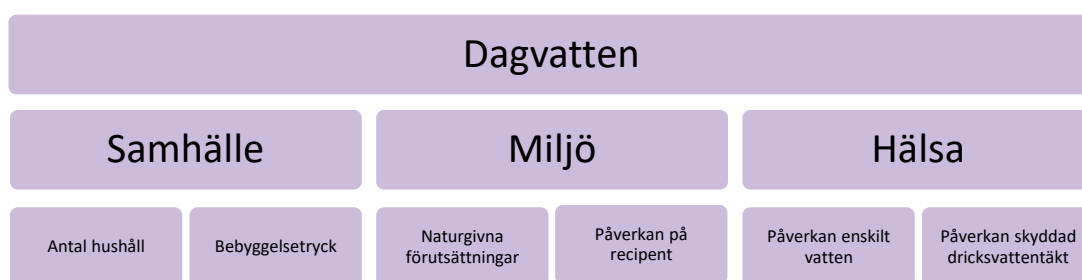 Dagvatten
Samhälle
Miljö
Hälsa
Antal hushåll
Bebyggelsetryck
Naturgivna
förutsättningar
Påverkan på
recipent
Påverkan enskilt
vatten
Påverkan skyddad
dricksvattentäkt